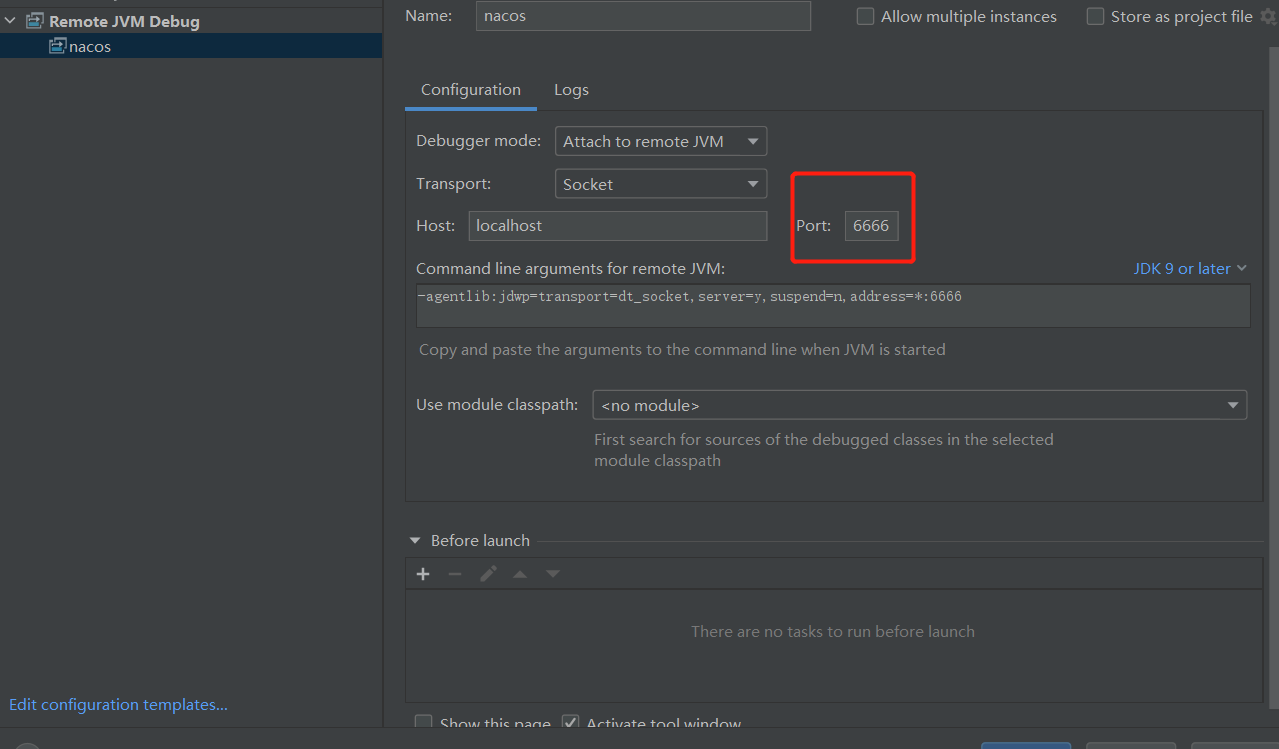 Remote JVM Debug
nacos
Name: nacos Allow multiple instances Store as project file
Configuration Logs
Debugger mode: Attach to remote JVM
Transport: Socket
Host: localhost Port: 6666
Command line arguments for remote JVM: JDK 9 or later
-agentlib:jdwp=transport=dt_socket,server=y,suspend=n,address=*:6666
Copy and paste the arguments to the command line when JVM is started
Use module classpath: <no module>
First search for sources of the debugged classes in the selected
module classpath
Before launch
There are no tasks to run before launch
Edit configuration templates...
Show this page Activate tool window